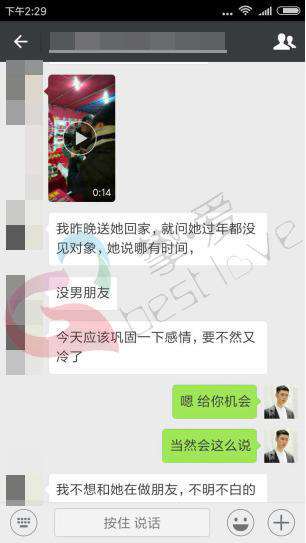 下午2:29
0:14
我昨晚送她回家,就问她过年都没
见对象,她说哪有时间,
没男朋友
今天应该巩固一下感情,要不然又
冷了
嗯 给你机会
当然会这么说
我不想和她在做朋友,不明不白的
按住 说话
挚爱
best love